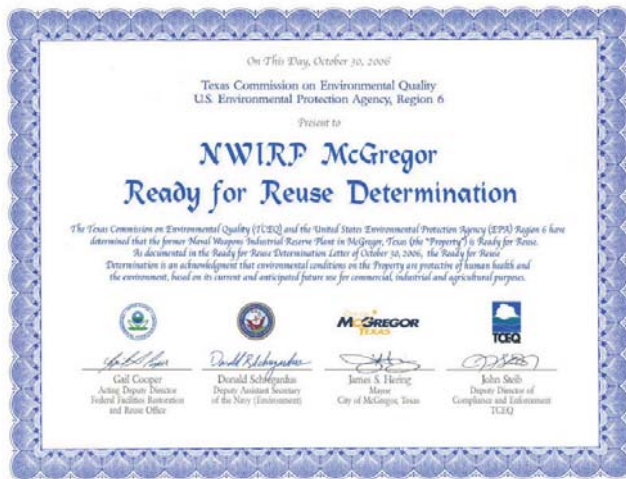 On This Day, October 30, 2006
Texas Commission on Environmental Quality
U.S. Environmental Protection Agency, Region 6
Present to
NWIRP McGregor
Ready for Reuse Determination
The Texas Commission on Environmental Quality (TCEQ) and the United States Environmental Protection Agency (EPA) Region 6 have
determined that the former Naval Weapons Industrial Reserve Plant in McGregor, Texas (the "Property") is Ready for Reuse.
As documented in the Ready for Reuse Determination Letter of October 30, 2006, the Ready for Reuse
Determination is an acknowledgment that environmental conditions on the Property are protective of human health and
the environment, based on its current and anticipated future use for commercial, industrial and agricultural purposes.
McGREGOR
TEXAS
TCEQ
Gail Cooper
Acting Deputy Director
Federal Facilities Restoration
and Reuse Office
Donald Schregardus
Deputy Assistant Secretary
of the Navy (Environment)
James S. Hering
Mayor
City of McGregor, Texas
John Steib
Deputy Director of
Compliance and Enforcement
TCEQ